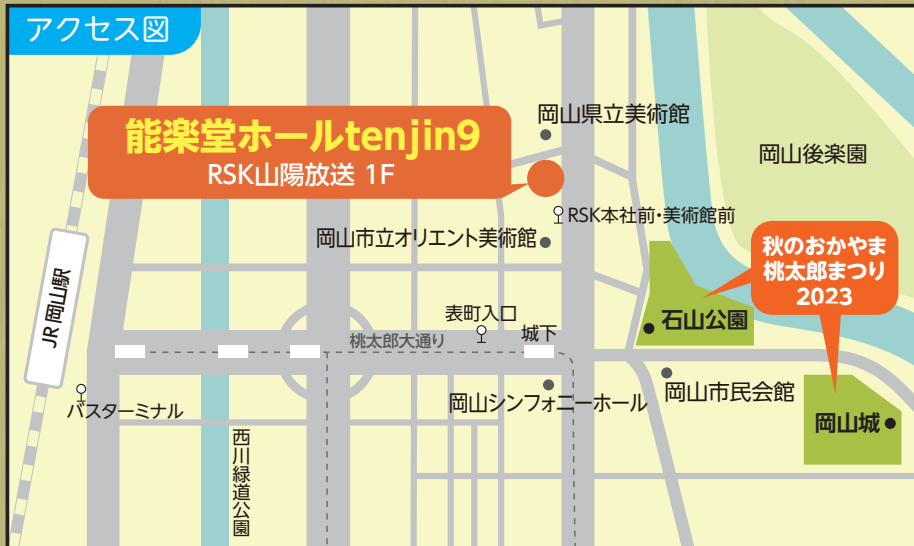 アクセス図
能楽堂ホールtenjin9
RSK山陽放送 1F
岡山県立美術館
岡山後楽園
RSK本社前・美術館前
岡山市立オリエント美術館
秋のおかやま
桃太郎まつり
2023
JR 岡山駅
石山公園
表町入口
桃太郎大通り
城下
バスターミナル
岡山シンフォニーホール
岡山市民会館
岡山城
西川緑道公園